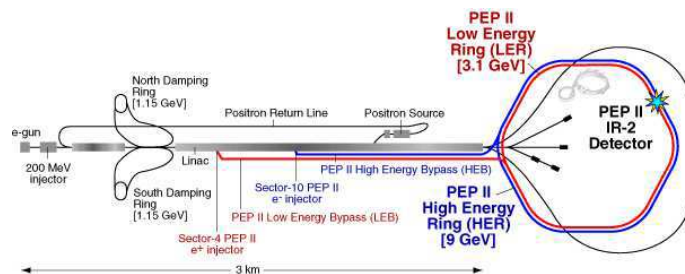 PEP II
Low Energy
Ring (LER)
[3.1 GeV]
North Damping
Ring
[1.15 GeV]
Positron Return Line
Positron Source
e-gun
PEP II
IR-2
Detector
Linac
200 MeV
injector
PEP II High Energy Bypass (HEB)
South Damping
Ring
[1.15 GeV]
Sector-10 PEP II
e- injector
PEP II Low Energy Bypass (LEB)
PEP II
High Energy
Ring (HER)
[9 GeV]
Sector-4 PEP II
e+ injector
3 km